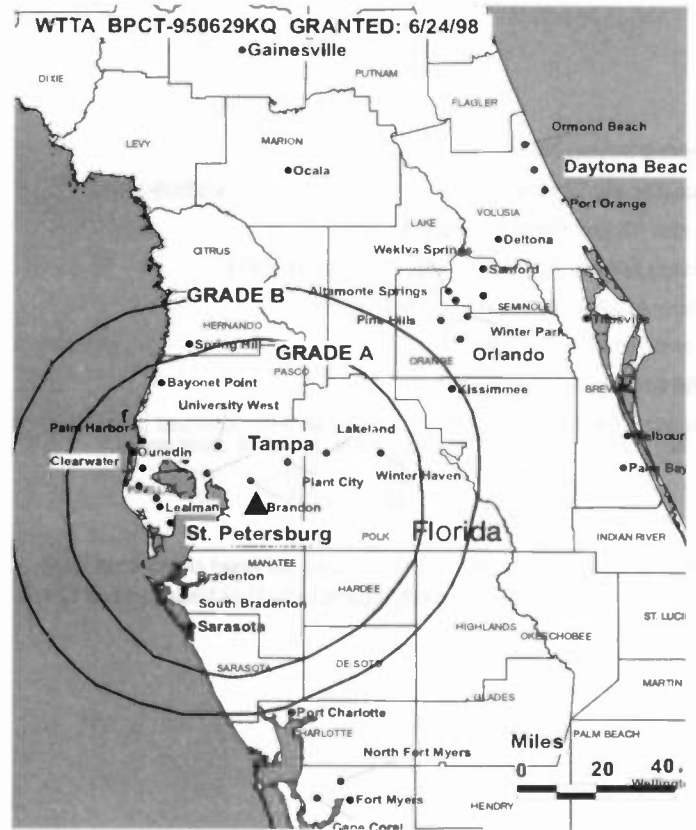 WTTA BPCT-950629KQ GRANTED: 6/24/98
Gainesville
DIXIE
PUTNAM
FLAGLER
Ormond Beach
LEVY
MARION
Ocala
Daytona Beac
Port Orange
LAKE
VOLUSIA
CITRUS
Wekiva Springs
Deltona
Sanford
GRADE B
Altamonte Springs
SEMINOLE
HERNANDO
Pine Hills
Winter Park
Titusville
Spring Hill
GRADE A
ORANGE
Orlando
PASCO
Bayonet Point
Kissimmee
BREV
University West
Palm Harbor
Lakeland
Tampa
Melbour
Dunedin
Clearwater
Winter Haven
Palm Bay
Plant City
Lealman
Brandon
St. Petersburg
POLK
Florida
INDIAN RIVER
MANATEE
Bradenton
HARDEE
South Bradenton
ST. LUCI
Sarasota
HIGHLANDS
OKEECHOBEE
SARASOTA
DE SOTO
MARTIN
GLADES
Port Charlotte
CHARLOTTE
Miles
PALM BEACH
North Fort Myers
0 20 40
Wellingt
Fort Myers
HENDRY
Cape Coral